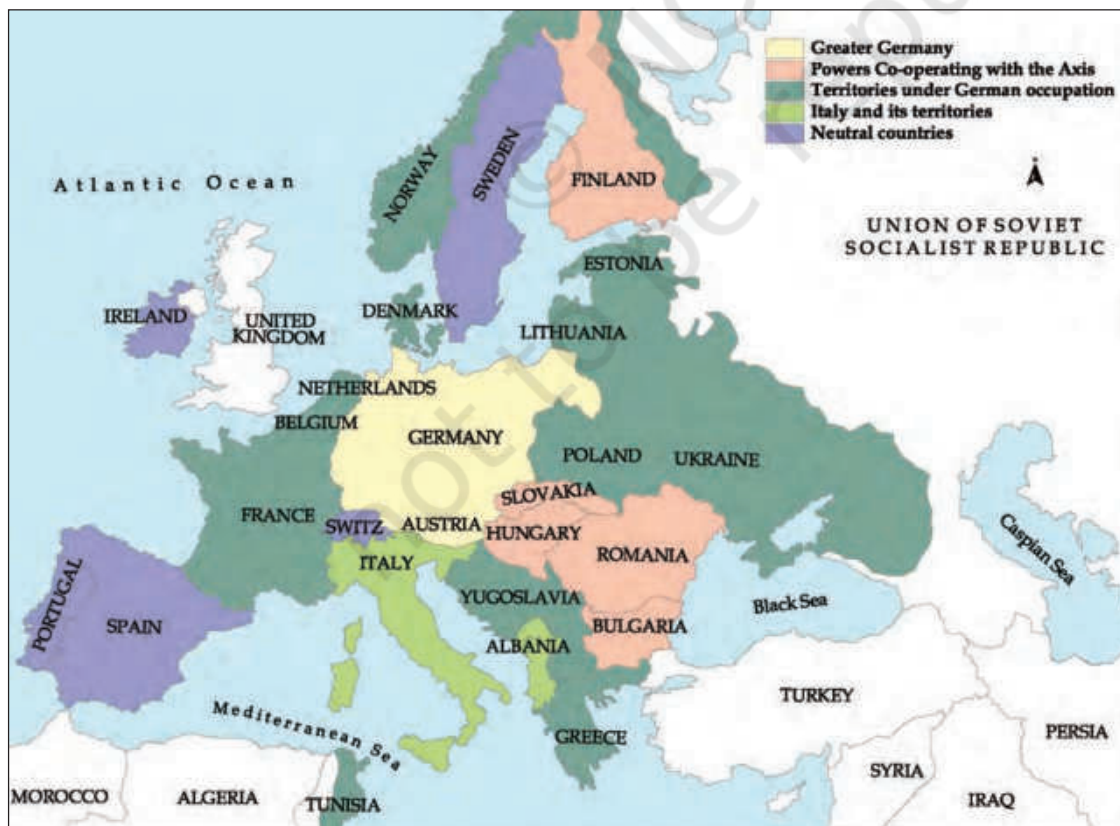 Greater Germany
Powers Co-operating with the Axis
Territories under German occupation
Italy and its territories
Neutral countries
Atlantic Ocean
NORWAY
SWEDEN
FINLAND
UNION OF SOVIET
SOCIALIST REPUBLIC
ESTONIA
IRELAND
UNITED
KINGDOM
DENMARK
LITHUANIA
NETHERLANDS
BELGIUM
GERMANY
POLAND
UKRAINE
SLOVAKIA
FRANCE
SWITZ
AUSTRIA
HUNGARY
ROMANIA
Caspian Sea
ITALY
PORTUGAL
SPAIN
YUGOSLAVIA
Black Sea
BULGARIA
ALBANIA
Mediterranean Sea
GREECE
TURKEY
PERSIA
SYRIA
IRAQ
MOROCCO
ALGERIA
TUNISIA
not to be